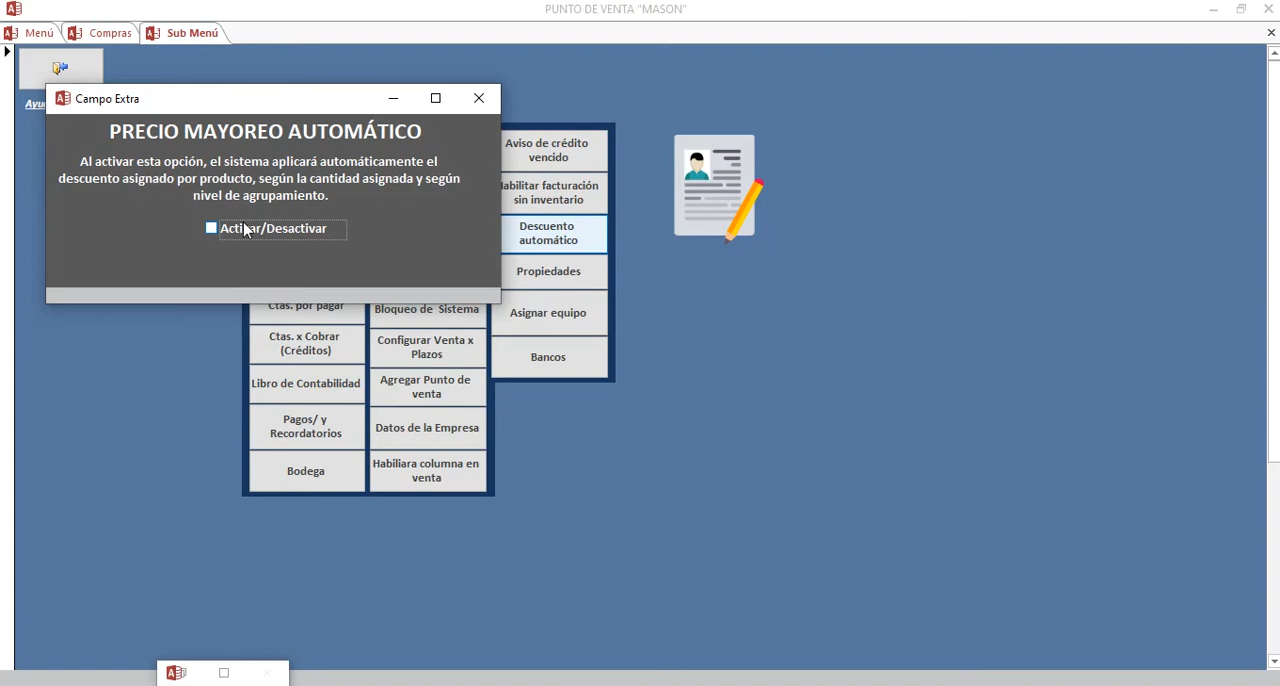 PUNTO DE VENTA "MASON"
Menú
Compras
Sub Menú
Campo Extra
PRECIO MAYOREO AUTOMÁTICO
Al activar esta opción, el sistema aplicará automáticamente el
descuento asignado por producto, según la cantidad asignada y según
nivel de agrupamiento.
Activar/Desactivar
Aviso de crédito
vencido
Habilitar facturación
sin inventario
Descuento
automático
Propiedades
Asignar equipo
Bancos
Ctas. por pagar
Ctas. x Cobrar
(Créditos)
Libro de Contabilidad
Pagos/ y
Recordatorios
Bodega
Bloqueo de Sistema
Configurar Venta x
Plazos
Agregar Punto de
venta
Datos de la Empresa
Habiliara columna en
venta